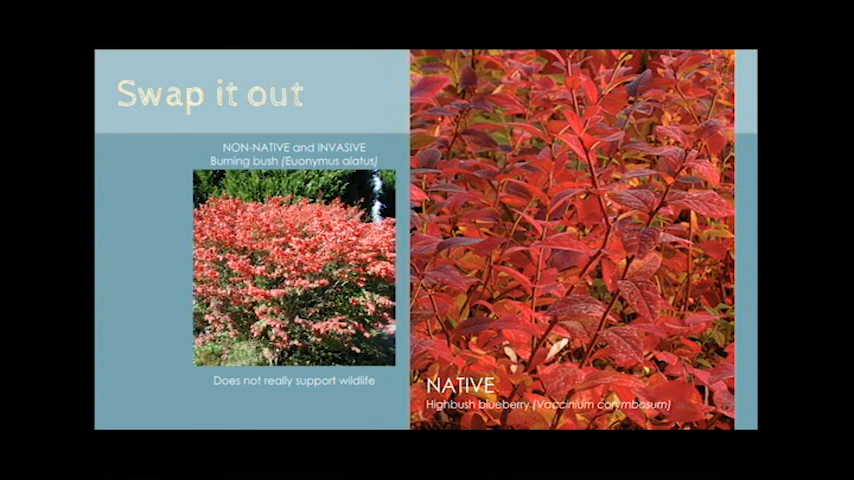 Swap it out
NON-NATIVE and INVASIVE
Burning bush (Euonymus alatus)
Does not really support wildlife
NATIVE
Highbush blueberry (Vaccinium corymbosum)